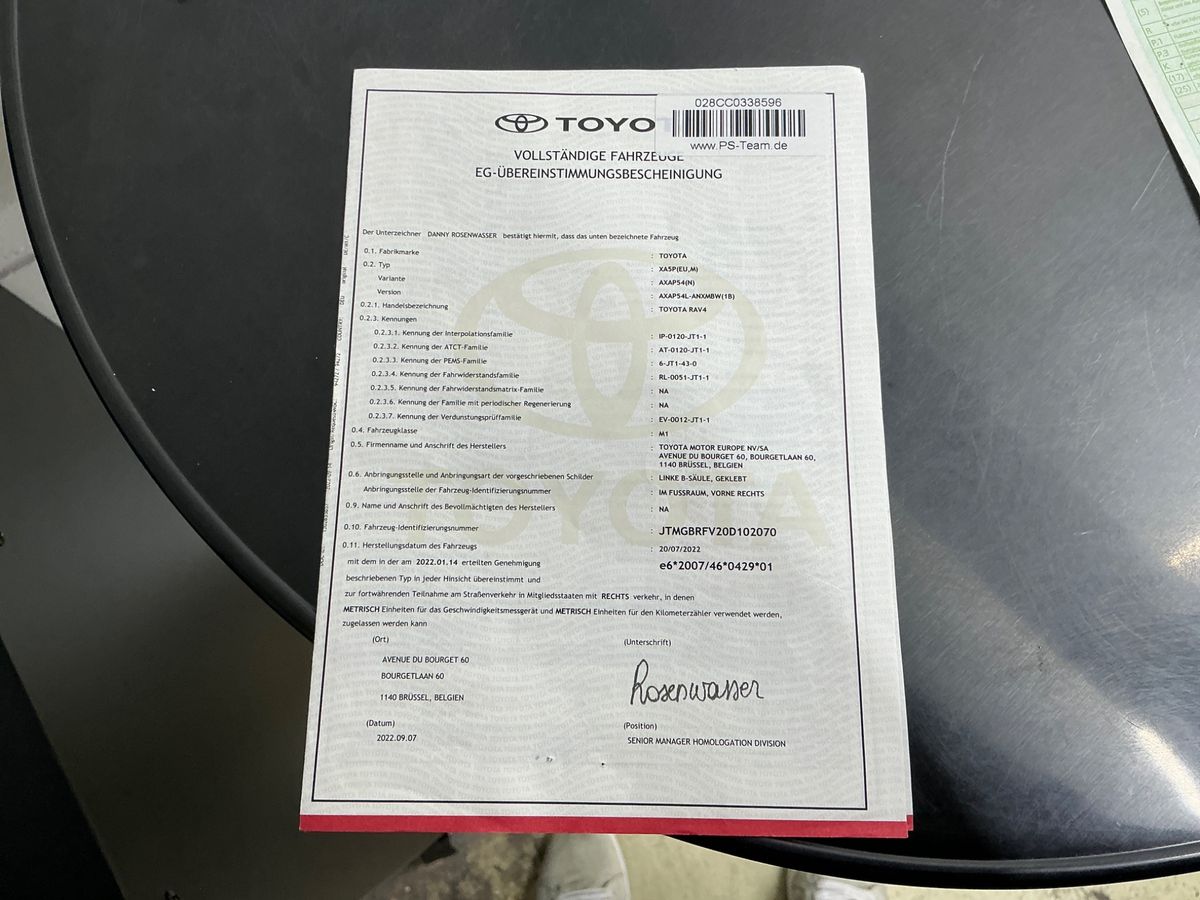 028CC0338596
TOYO
www.PS-Team.de
VOLLSTÄNDIGE FAHRZEUGE
EG-ÜBEREINSTIMMUNGSBESCHEINIGUNG
Der Unterzeichner DANNY ROSENWASSER bestätigt hiermit, dass das unten bezeichnete Fahrzeug
0.1. Fabrikmarke : TOYOTA
0.2. Typ : XA5P(EU,M)
Variante : AXAP54(N)
Version : AXAP54L-ANXMBW(1B)
0.2.1. Handelsbezeichnung : TOYOTA RAV4
0.2.3. Kennungen
0.2.3.1. Kennung der Interpolationsfamilie : IP-0120-JT1-1
0.2.3.2. Kennung der ATCT-Familie : AT-0120-JT1-1
0.2.3.3. Kennung der PEMS-Familie : 6-JT1-43-0
0.2.3.4. Kennung der Fahrwiderstandsfamilie : RL-0051-JT1-1
0.2.3.5. Kennung der Fahrwiderstandsmatrix-Familie : NA
0.2.3.6. Kennung der Familie mit periodischer Regenerierung : NA
0.2.3.7. Kennung der Verdunstungsprüffamilie : EV-0012-JT1-1
0.4. Fahrzeugklasse : M1
0.5. Firmenname und Anschrift des Herstellers : TOYOTA MOTOR EUROPE NV/SA
AVENUE DU BOURGET 60, BOURGETLAAN 60,
1140 BRÜSSEL, BELGIEN
0.6. Anbringungsstelle und Anbringungsart der vorgeschriebenen Schilder : LINKE B-SÄULE, GEKLEBT
Anbringungsstelle der Fahrzeug-Identifizierungsnummer : IM FUSSRAUM, VORNE RECHTS
0.9. Name und Anschrift des Bevollmächtigten des Herstellers : NA
0.10. Fahrzeug-Identifizierungsnummer : JTMGBRFV20D102070
0.11. Herstellungsdatum des Fahrzeugs : 20/07/2022
mit dem in der am 2022.01.14 erteilten Genehmigung e6*2007/46*0429*01
beschriebenen Typ in jeder Hinsicht übereinstimmt und
zur fortwährenden Teilnahme am Straßenverkehr in Mitgliedsstaaten mit RECHTS verkehr, in denen
METRISCH Einheiten für das Geschwindigkeitsmessgerät und METRISCH Einheiten für den Kilometerzähler verwendet werden,
zugelassen werden kann
(Ort) (Unterschrift)
AVENUE DU BOURGET 60
BOURGETLAAN 60
Rosenwasser
1140 BRÜSSEL, BELGIEN
(Datum) (Position)
2022.09.07 SENIOR MANAGER HOMOLOGATION DIVISION
TOYOTA
(5)
R
P.1
P.3
K
(17)
(25)